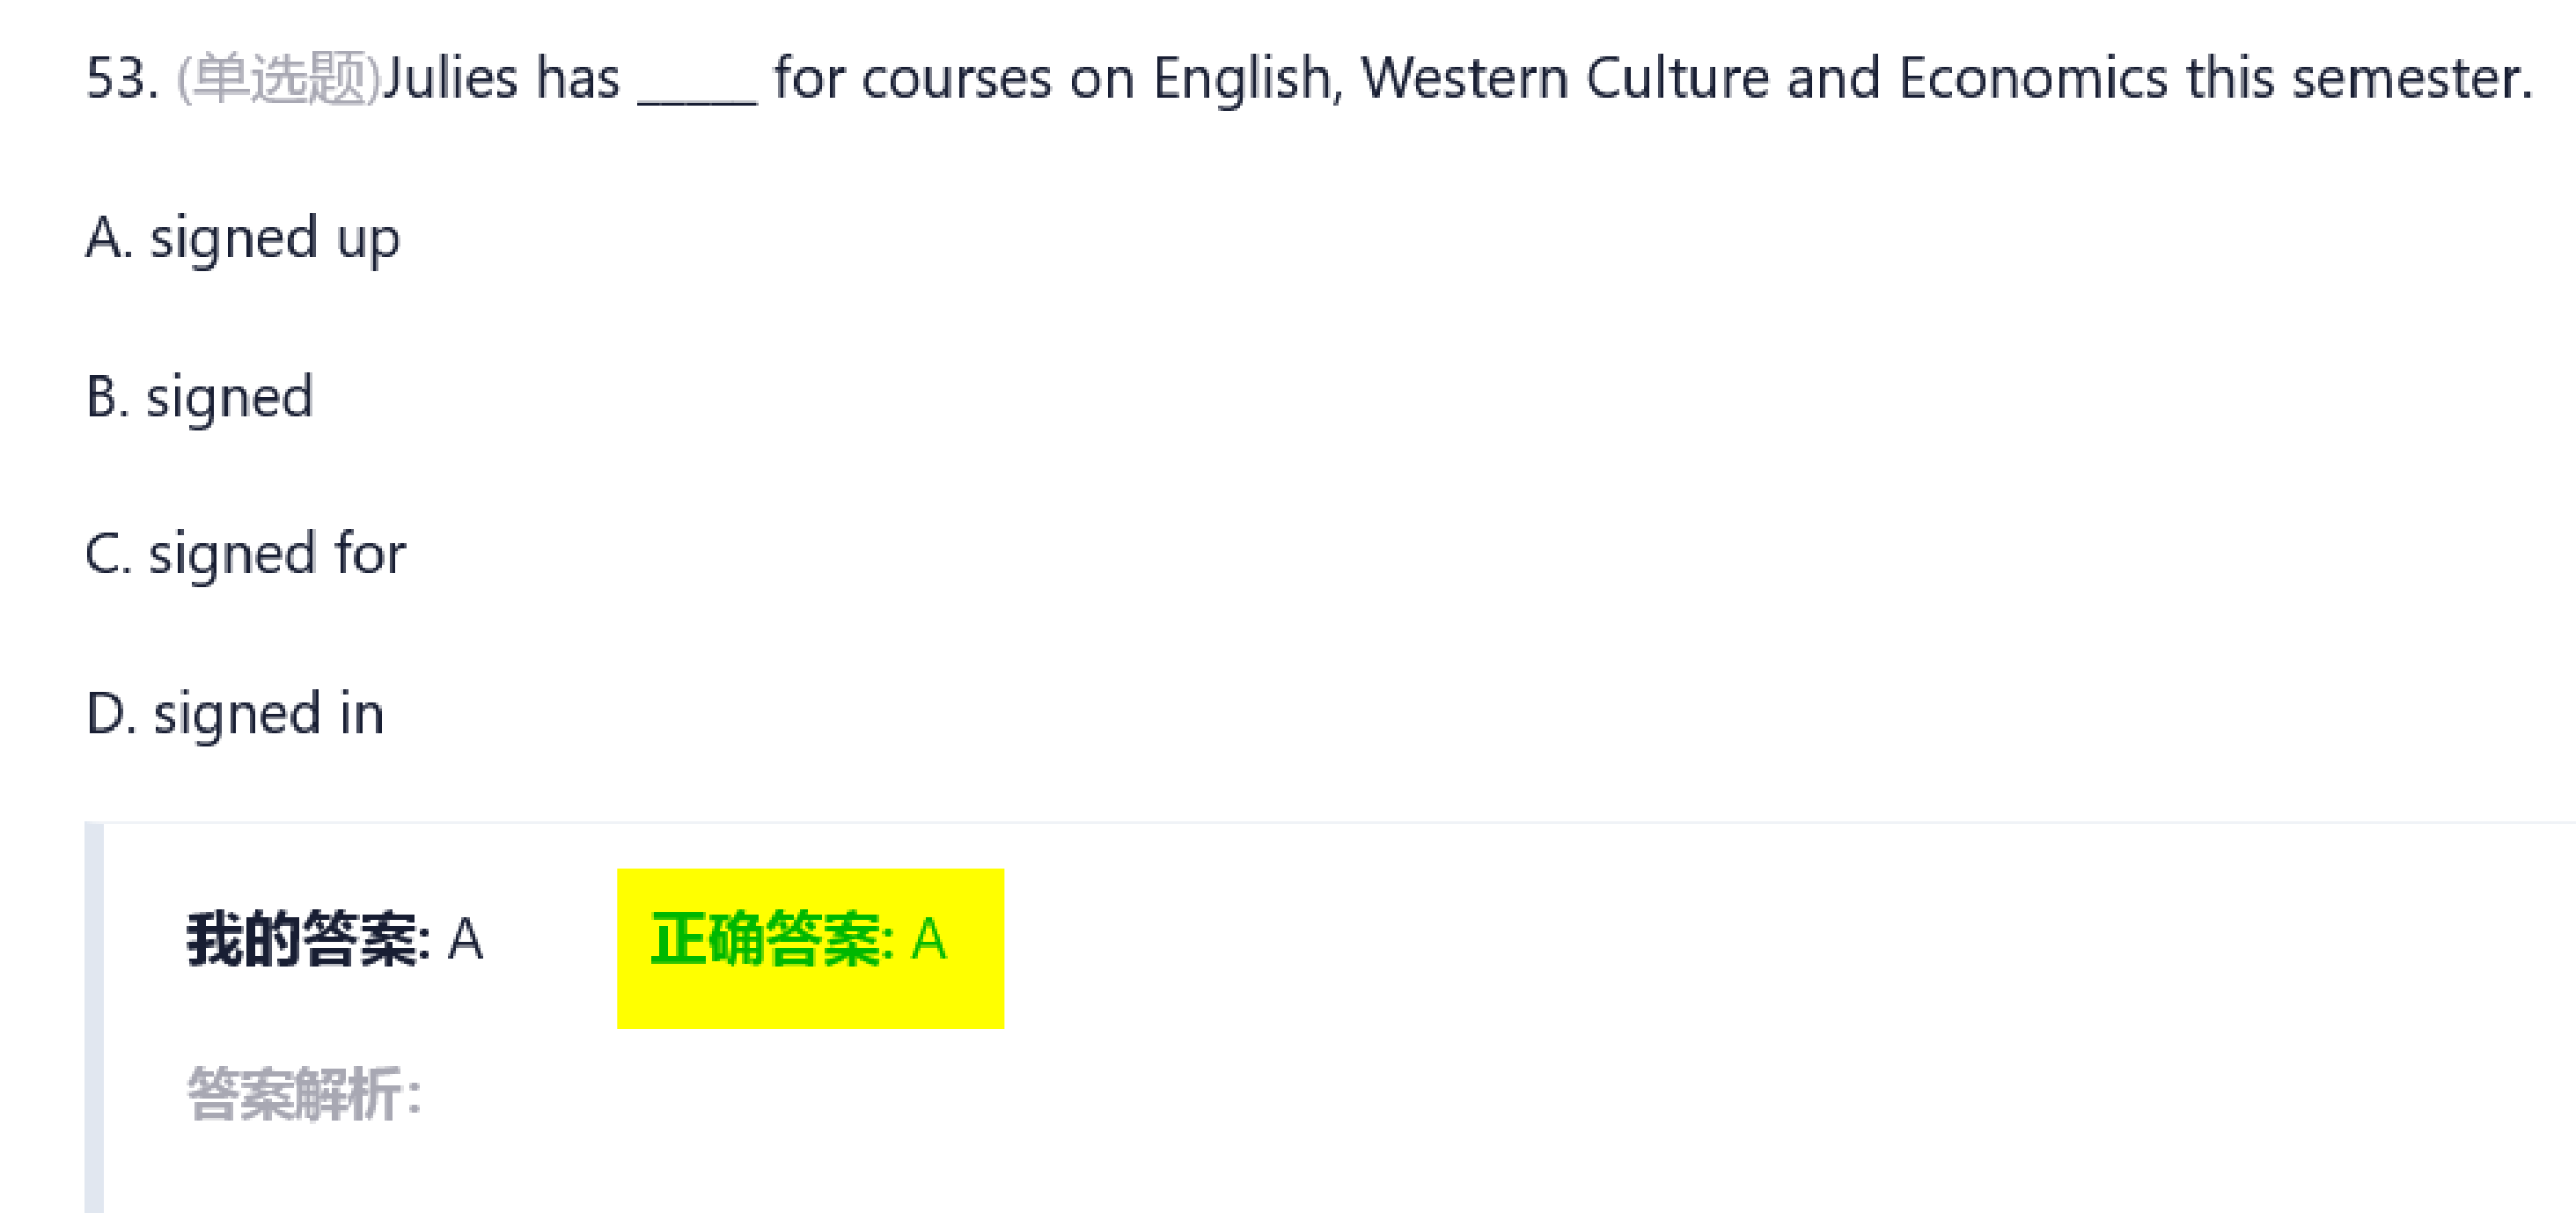 53. (单选题)Julies has _____ for courses on English, Western Culture and Economics this semester.
A. signed up
B. signed
C. signed for
D. signed in
我的答案: A 正确答案: A
答案解析: